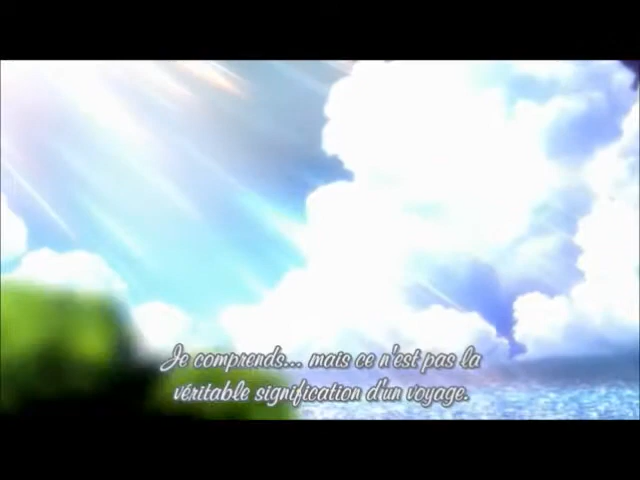 Je comprends... mais ce n'est pas la
véritable signification d'un voyage.